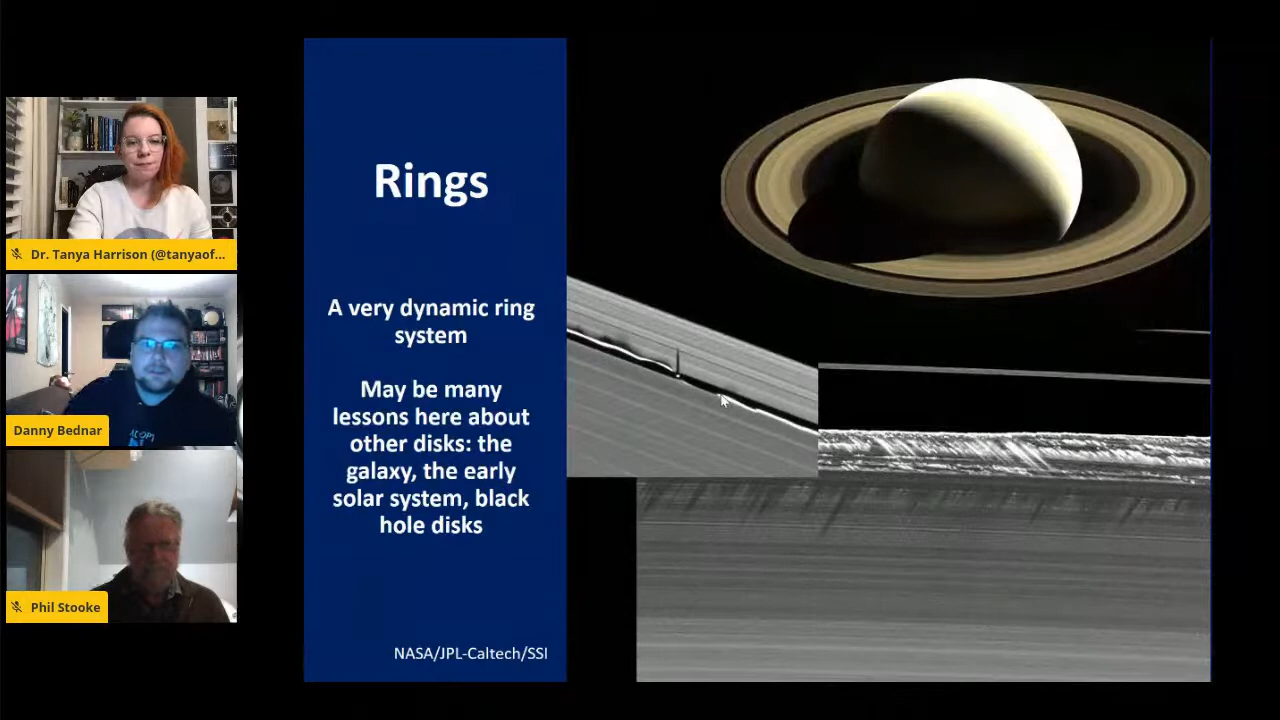 Dr. Tanya Harrison (@tanyaof...
Danny Bednar
Phil Stooke
Rings
A very dynamic ring
system
May be many
lessons here about
other disks: the
galaxy, the early
solar system, black
hole disks
NASA/JPL-Caltech/SSI